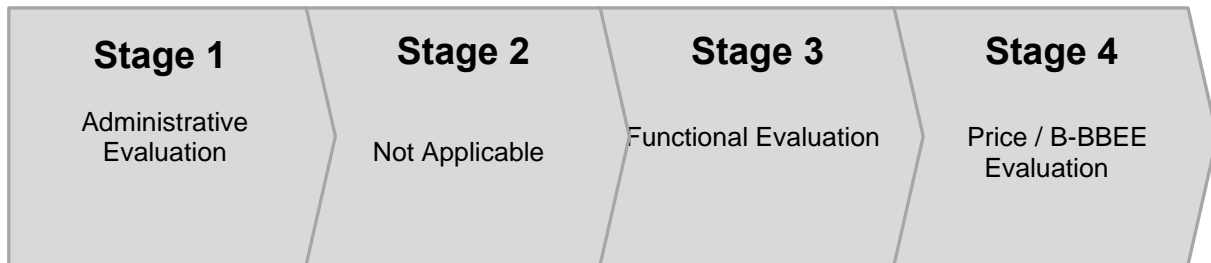 Stage 1
Administrative
Evaluation
Stage 2
Not Applicable
Stage 3
Functional Evaluation
Stage 4
Price / B-BBEE
Evaluation